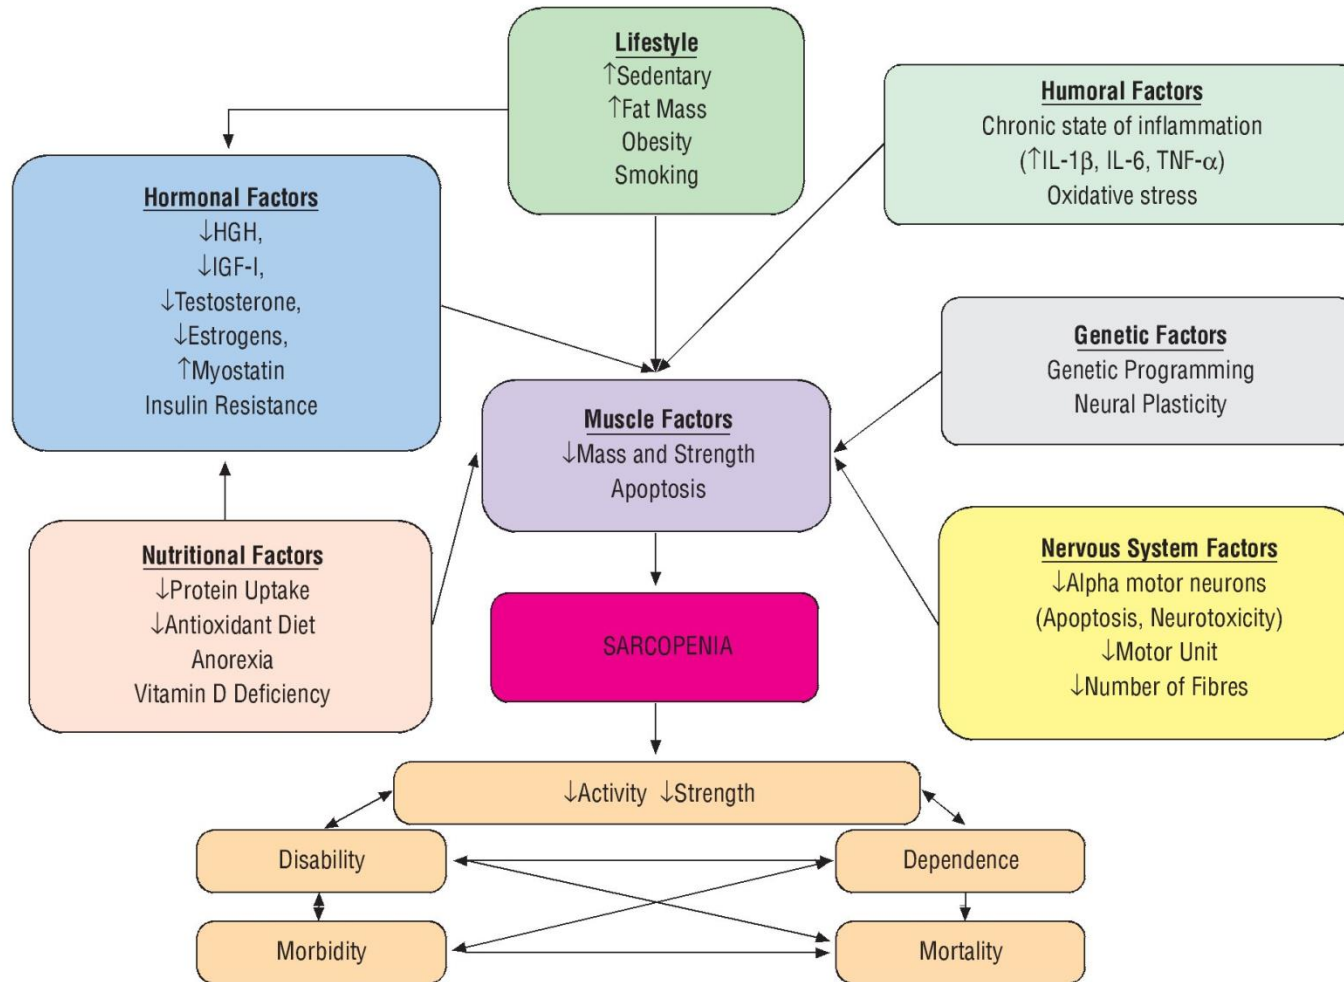 Lifestyle
↑Sedentary
↑Fat Mass
Obesity
Smoking
Humoral Factors
Chronic state of inflammation
(↑IL-1β, IL-6, TNF-α)
Oxidative stress
Hormonal Factors
↓HGH,
↓IGF-I,
↓Testosterone,
↓Estrogens,
↑Myostatin
Insulin Resistance
Genetic Factors
Genetic Programming
Neural Plasticity
Muscle Factors
↓Mass and Strength
Apoptosis
Nutritional Factors
↓Protein Uptake
↓Antioxidant Diet
Anorexia
Vitamin D Deficiency
Nervous System Factors
↓Alpha motor neurons
(Apoptosis, Neurotoxicity)
↓Motor Unit
↓Number of Fibres
SARCOPENIA
↓Activity ↓Strength
Disability
Dependence
Morbidity
Mortality